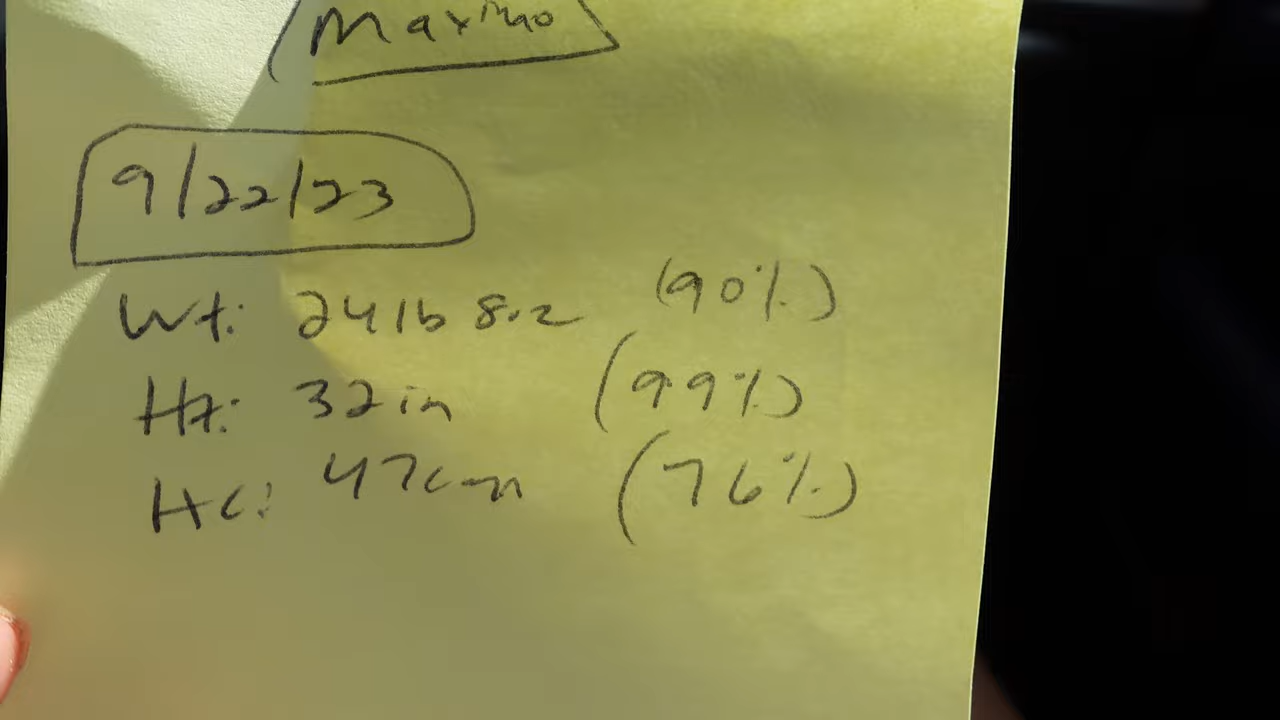 Maximo
9/22/23
Wt: 24lb 8oz (90%)
Ht: 32in (99%)
HC: 47cm (76%)